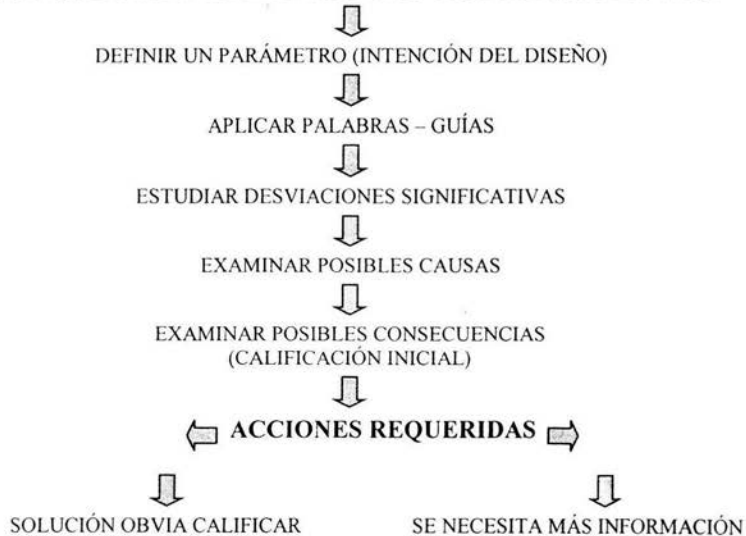 DEFINIR UN PARÁMETRO (INTENCIÓN DEL DISEÑO)
APLICAR PALABRAS – GUÍAS
ESTUDIAR DESVIACIONES SIGNIFICATIVAS
EXAMINAR POSIBLES CAUSAS
EXAMINAR POSIBLES CONSECUENCIAS
(CALIFICACIÓN INICIAL)
ACCIONES REQUERIDAS
SOLUCIÓN OBVIA CALIFICAR
SE NECESITA MÁS INFORMACIÓN